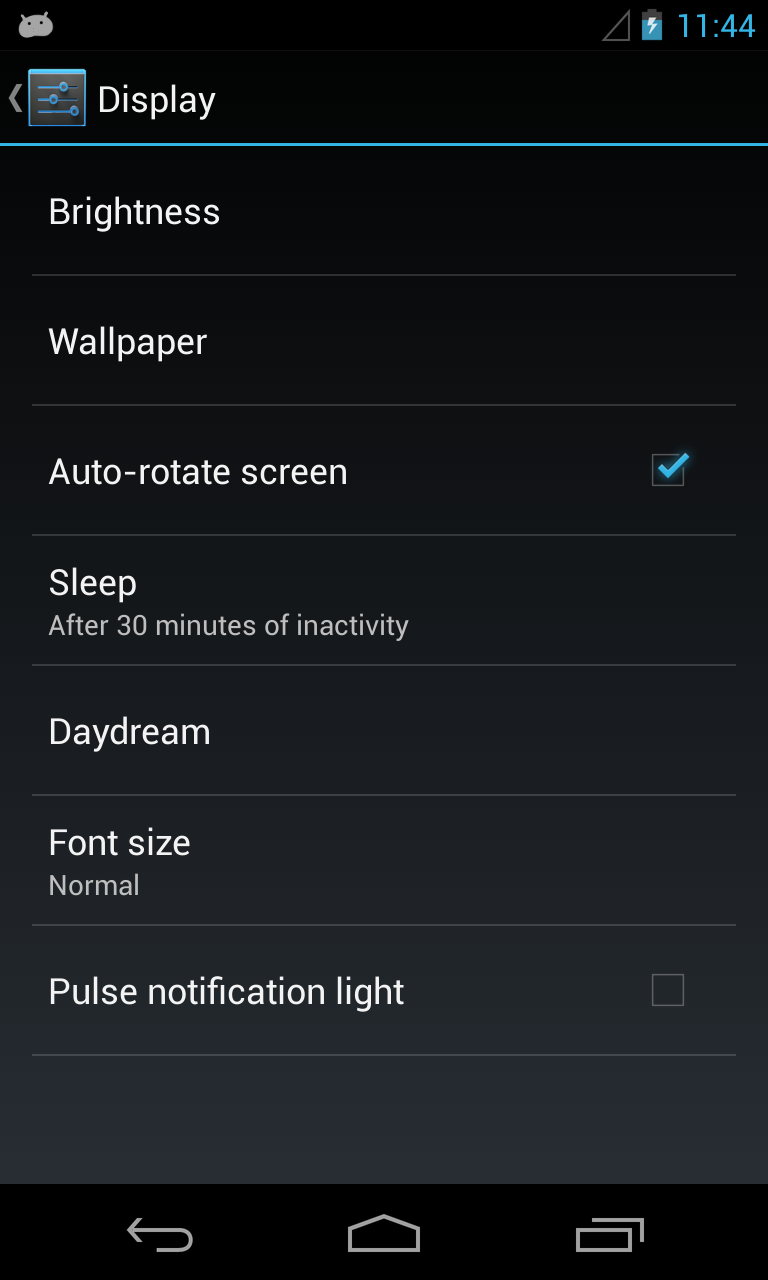 11:44
Display
Brightness
Wallpaper
Auto-rotate screen
Sleep
After 30 minutes of inactivity
Daydream
Font size
Normal
Pulse notification light